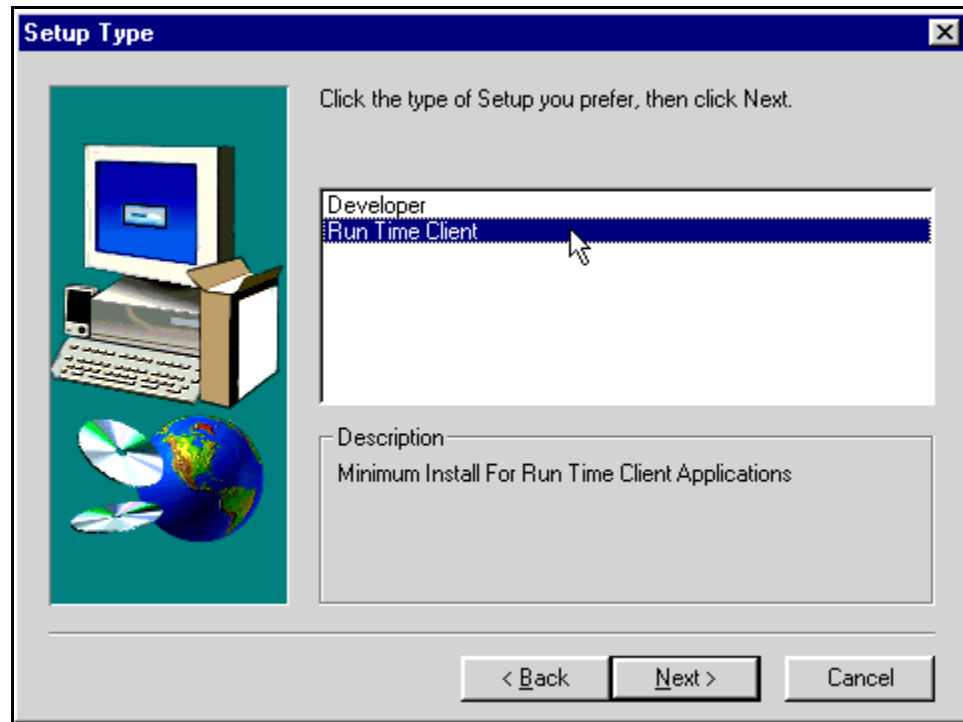 Setup Type
Click the type of Setup you prefer, then click Next.
Developer
Run Time Client
Description
Minimum Install For Run Time Client Applications
< Back
Next >
Cancel